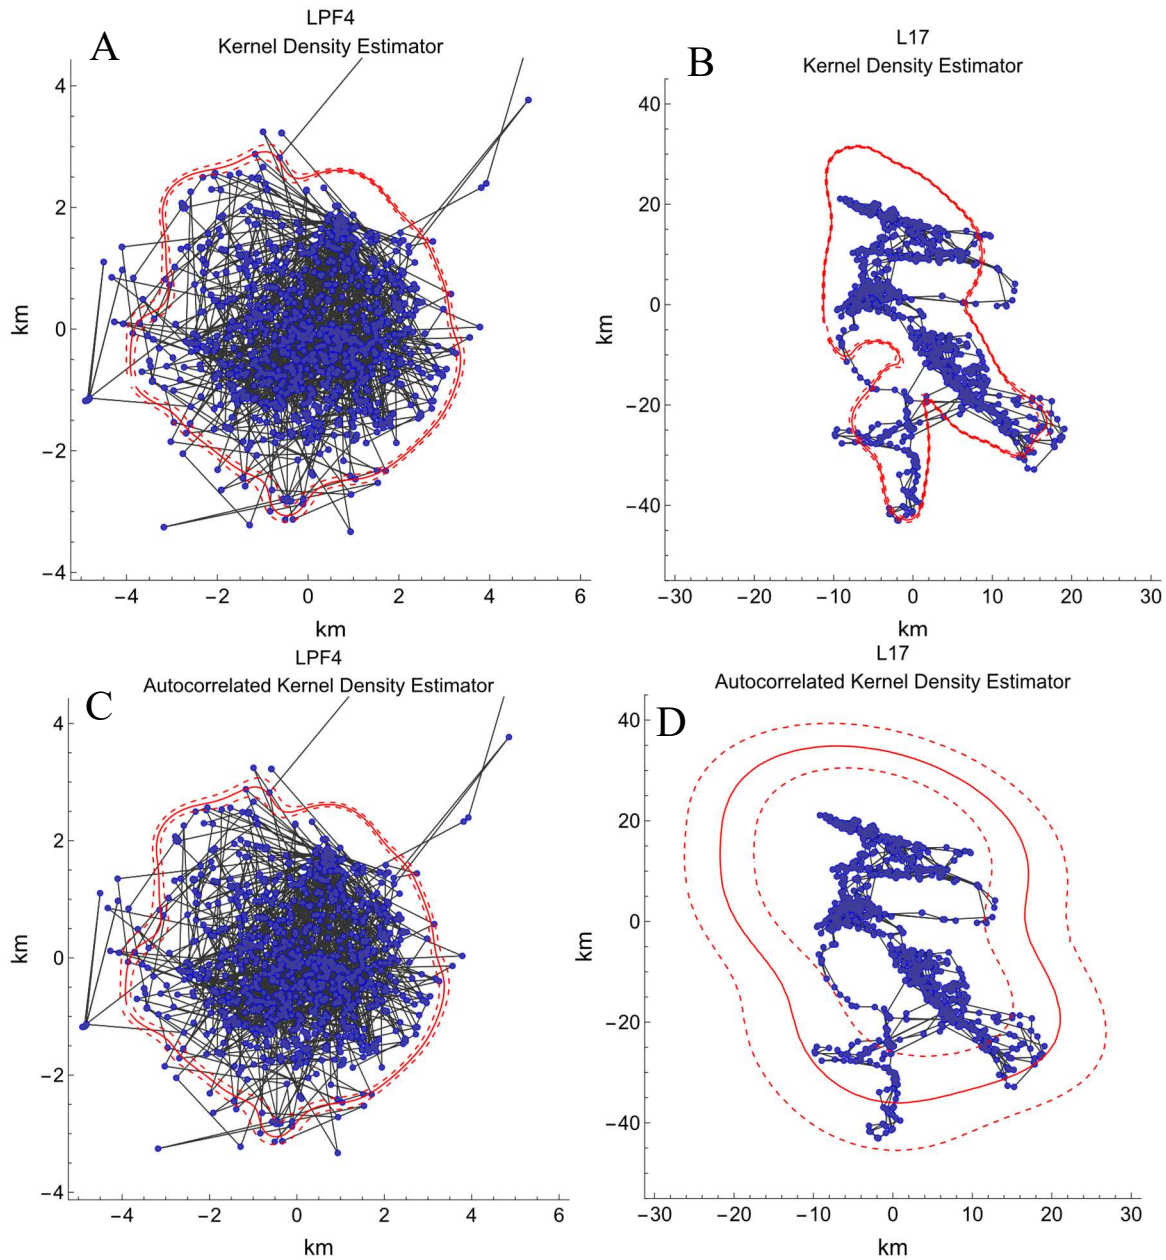 A
LPF4
Kernel Density Estimator
4
2
0
−2
−4
km
−4 −2 0 2 4 6
km
B
L17
Kernel Density Estimator
40
20
0
−20
−40
km
−30 −20 −10 0 10 20 30
km
C
LPF4
Autocorrelated Kernel Density Estimator
4
2
0
−2
−4
km
−4 −2 0 2 4 6
km
D
L17
Autocorrelated Kernel Density Estimator
40
20
0
−20
−40
km
−30 −20 −10 0 10 20 30
km